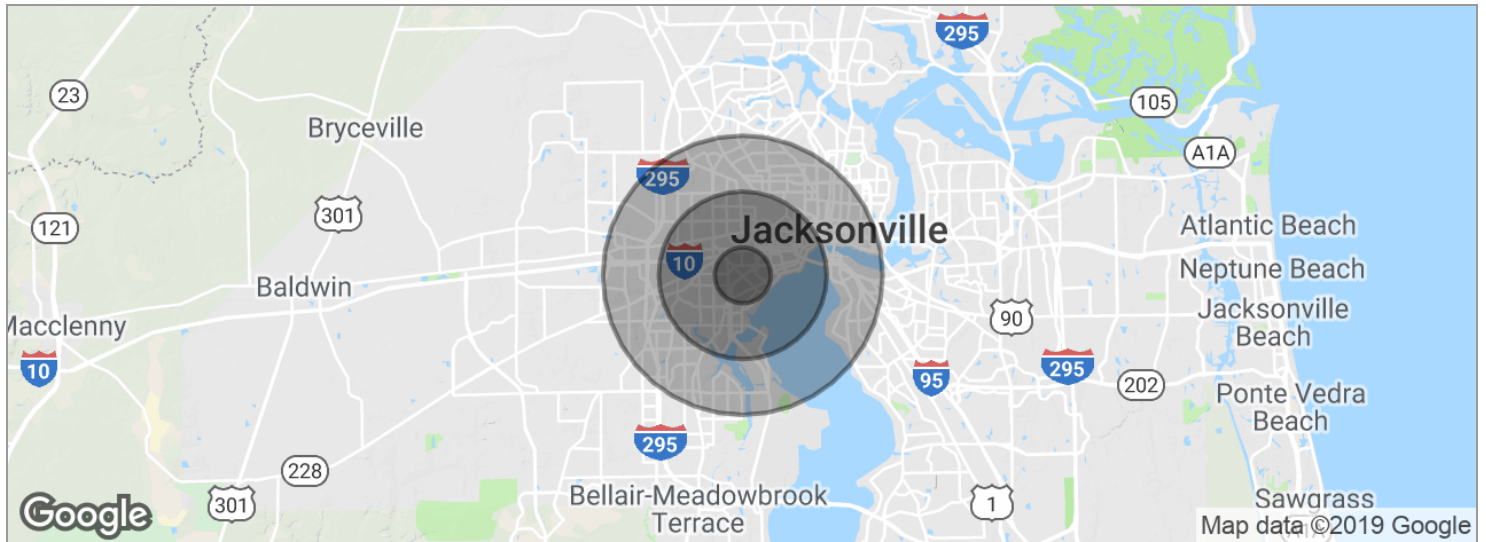 295
23
105
Bryceville
A1A
295
301
121
Atlantic Beach
Jacksonville
10
Neptune Beach
Baldwin
Jacksonville
Beach
90
Macclenny
10
295
95
202
Ponte Vedra
Beach
295
228
Bellair-Meadowbrook
Terrace
301
1
Sawgrass
Google
Map data ©2019 Google
A1A